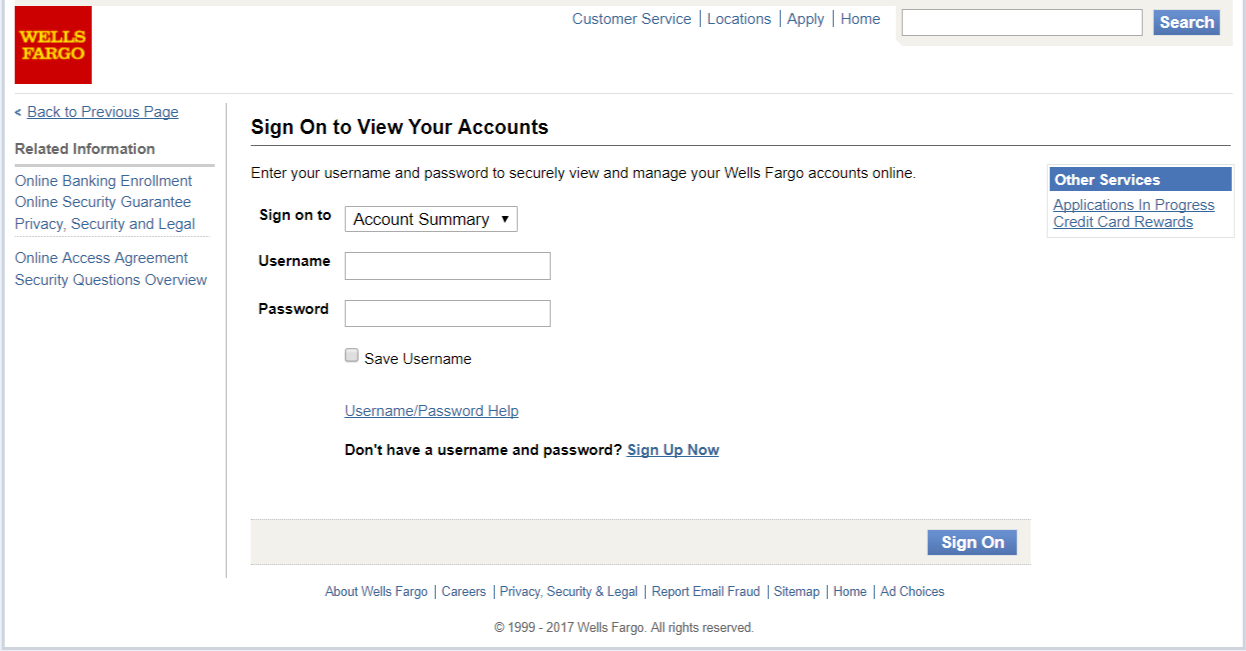 WELLS
FARGO
Customer Service | Locations | Apply | Home
Search
< Back to Previous Page
Related Information
Online Banking Enrollment
Online Security Guarantee
Privacy, Security and Legal
Online Access Agreement
Security Questions Overview
Sign On to View Your Accounts
Enter your username and password to securely view and manage your Wells Fargo accounts online.
Sign on to Account Summary ▼
Username
Password
Save Username
Username/Password Help
Don't have a username and password? Sign Up Now
Sign On
Other Services
Applications In Progress
Credit Card Rewards
About Wells Fargo | Careers | Privacy, Security & Legal | Report Email Fraud | Sitemap | Home | Ad Choices
© 1999 - 2017 Wells Fargo. All rights reserved.